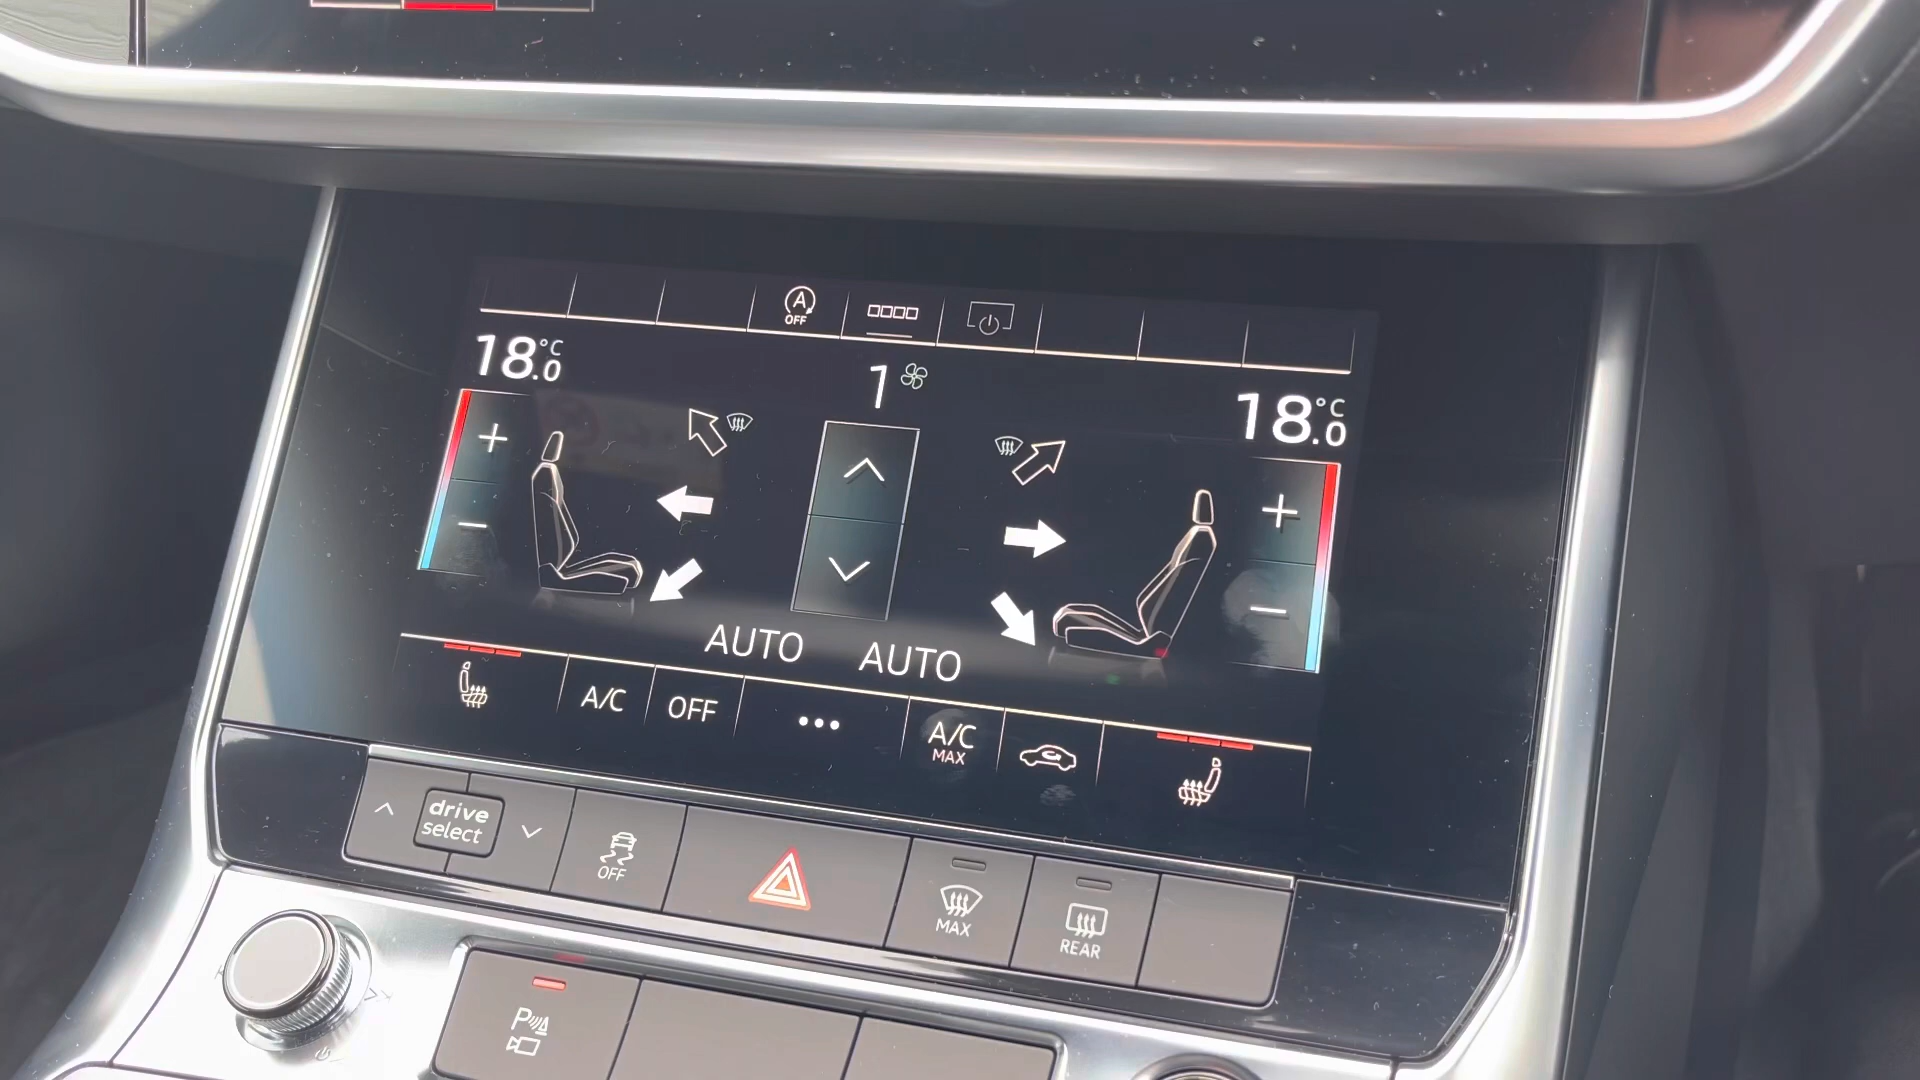 A
OFF
18.0 °C
1
18.0 °C
+
+
−
−
AUTO AUTO
A/C
OFF
•••
A/C
MAX
drive
select
OFF
MAX
REAR
P